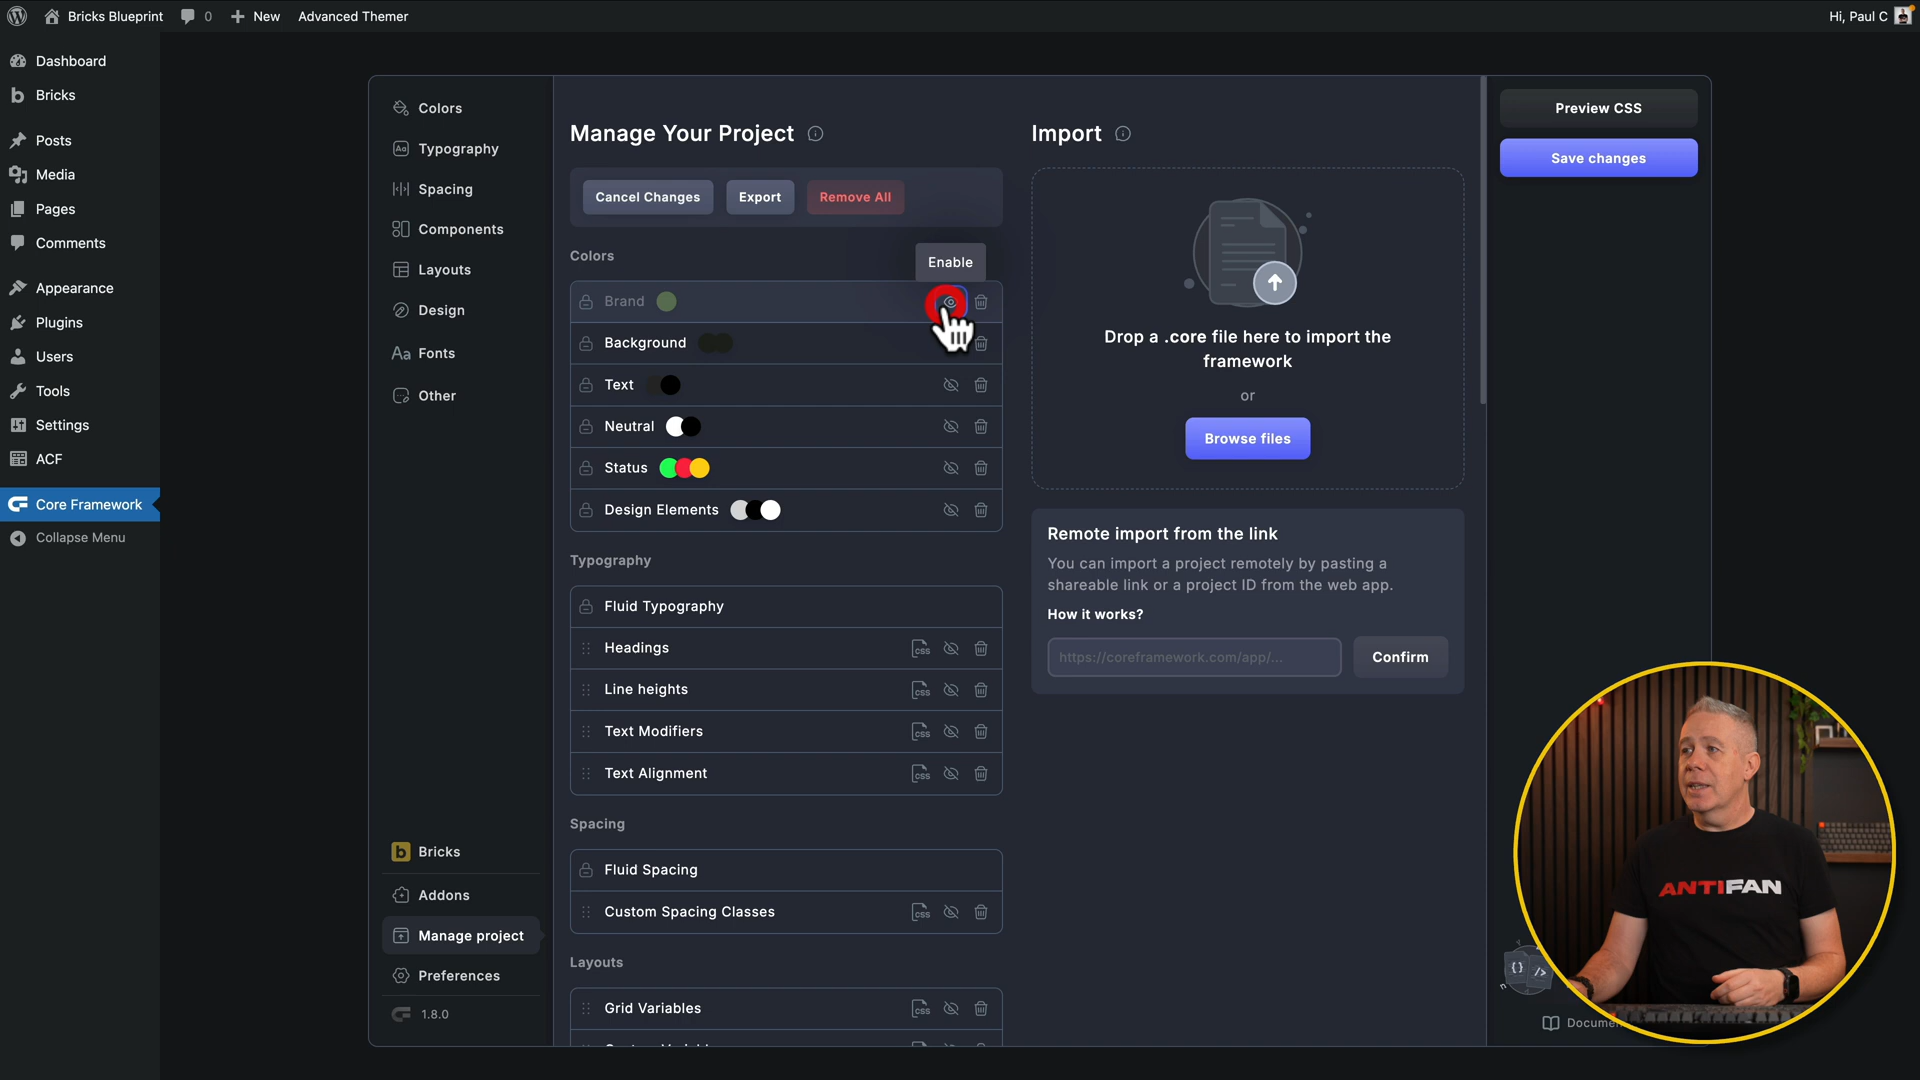 Bricks Blueprint
0
New
Advanced Themer
Hi, Paul C
Dashboard
Bricks
Posts
Media
Pages
Comments
Appearance
Plugins
Users
Tools
Settings
ACF
Core Framework
Collapse Menu
Colors
Typography
Spacing
Components
Layouts
Design
Fonts
Other
Bricks
Addons
Manage project
Preferences
1.8.0
Manage Your Project
Cancel Changes
Export
Remove All
Colors
Enable
Brand
Background
Text
Neutral
Status
Design Elements
Typography
Fluid Typography
Headings
css
Line heights
css
Text Modifiers
css
Text Alignment
css
Spacing
Fluid Spacing
Custom Spacing Classes
css
Layouts
Grid Variables
css
Import
Drop a .core file here to import the
framework
or
Browse files
Remote import from the link
You can import a project remotely by pasting a
shareable link or a project ID from the web app.
How it works?
https://coreframework.com/app/...
Confirm
Preview CSS
Save changes
ANTIFAN